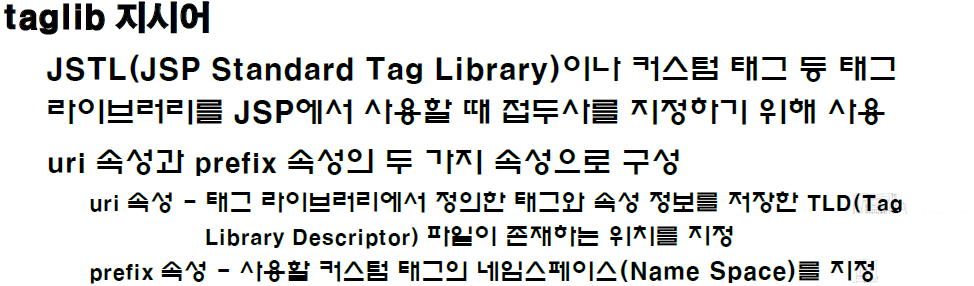 taglib 지시어
JSTL(JSP Standard Tag Library)이나 커스텀 태그 등 태그
라이브러리를 JSP에서 사용할 때 접두사를 지정하기 위해 사용
uri 속성과 prefix 속성의 두 가지 속성으로 구성
uri 속성 - 태그 라이브러리에서 정의한 태그와 속성 정보를 저장한 TLD(Tag
Library Descriptor) 파일이 존재하는 위치를 지정
prefix 속성 - 사용할 커스텀 태그의 네임스페이스(Name Space)를 지정